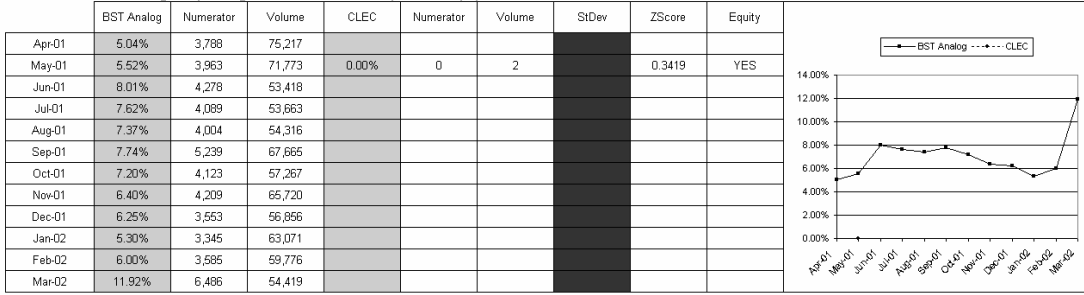 BST Analog Numerator Volume CLEC Numerator Volume StDev ZScore Equity
Apr-01 5.04% 3,788 75,217
May-01 5.52% 3,963 71,773 0.00% 0 2 0.3419 YES
Jun-01 8.01% 4,278 53,418
Jul-01 7.62% 4,089 53,663
Aug-01 7.37% 4,004 54,316
Sep-01 7.74% 5,239 67,665
Oct-01 7.20% 4,123 57,267
Nov-01 6.40% 4,209 65,720
Dec-01 6.25% 3,553 56,856
Jan-02 5.30% 3,345 63,071
Feb-02 6.00% 3,585 59,776
Mar-02 11.92% 6,486 54,419
BST Analog CLEC
14.00%
12.00%
10.00%
8.00%
6.00%
4.00%
2.00%
0.00%
Apr-01 May-01 Jun-01 Jul-01 Aug-01 Sep-01 Oct-01 Nov-01 Dec-01 Jan-02 Feb-02 Mar-02